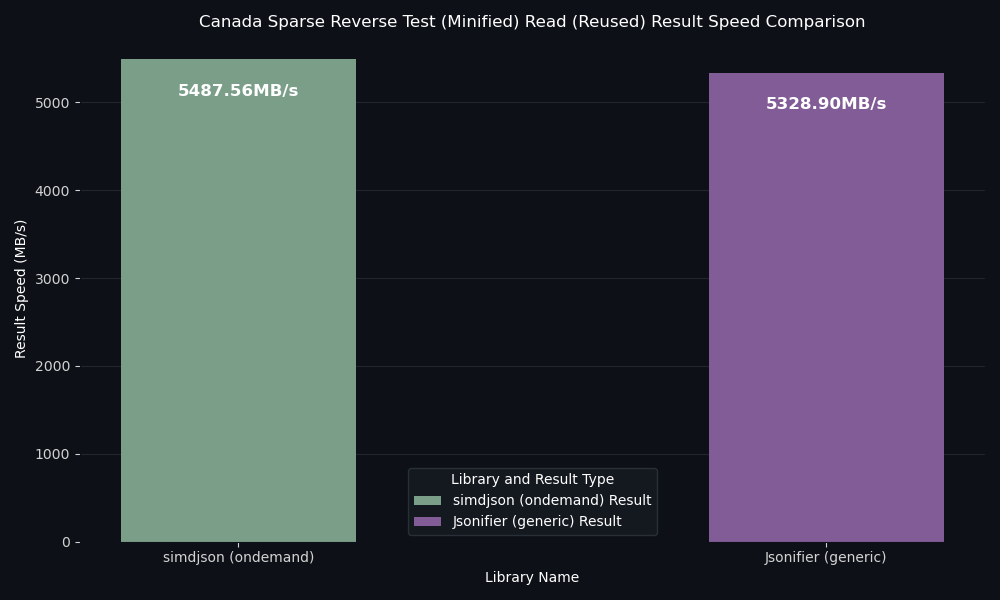 Canada Sparse Reverse Test (Minified) Read (Reused) Result Speed Comparison
Result Speed (MB/s)
5000
4000
3000
2000
1000
0
5487.56MB/s
5328.90MB/s
Library and Result Type
simdjson (ondemand) Result
Jsonifier (generic) Result
simdjson (ondemand)
Jsonifier (generic)
Library Name